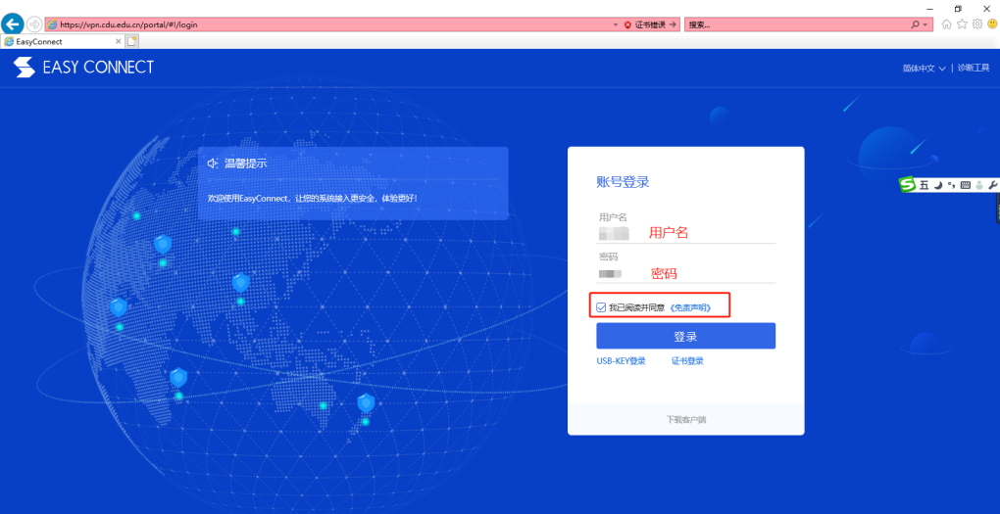 https://vpn.cdu.edu.cn/portal/#!/login
证书错误
搜索...
EasyConnect
EASY CONNECT
简体中文 | 诊断工具
温馨提示
欢迎使用EasyConnect，让您的系统接入更安全，体验更好！
账号登录
用户名
用户名
密码
密码
我已阅读并同意 《免责声明》
登录
USB-KEY登录 证书登录
下载客户端
五